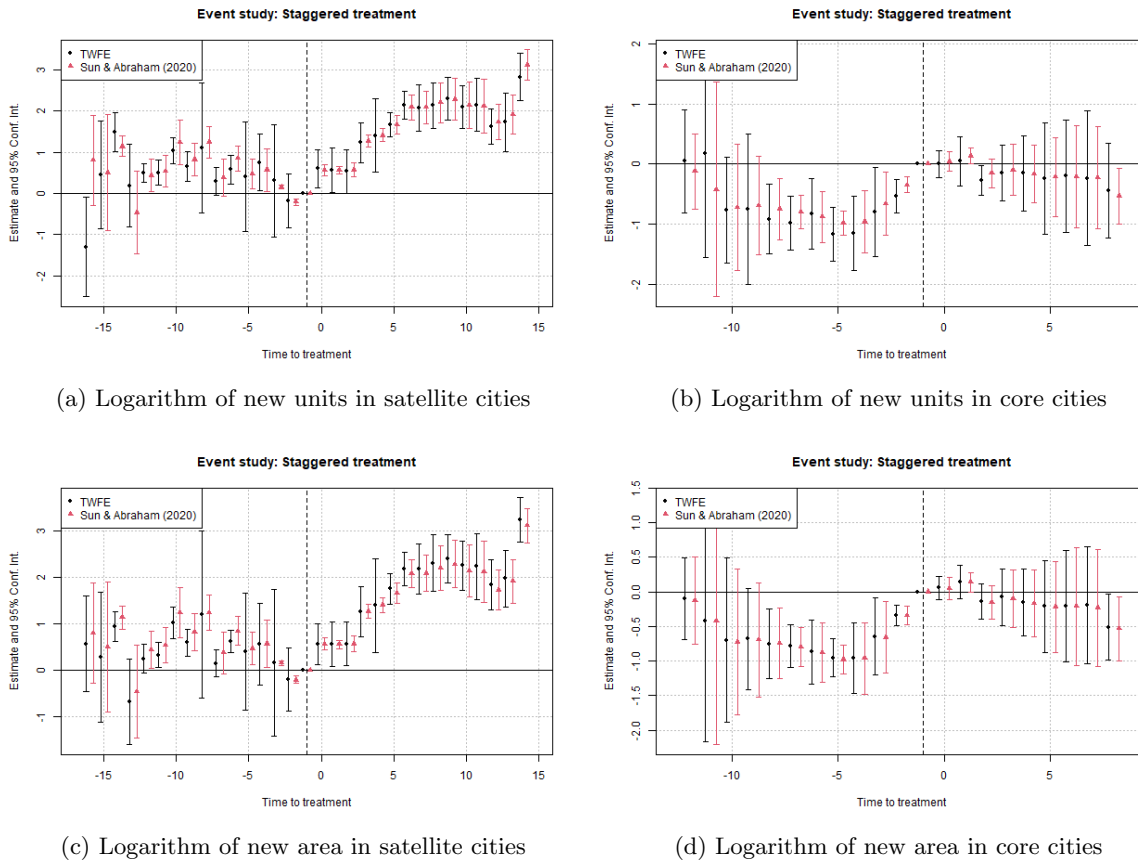 Event study: Staggered treatment
TWFE
Sun & Abraham (2020)
Estimate and 95% Conf. Int.
3
2
1
0
-1
-2
-15 -10 -5 0 5 10 15
Time to treatment
(a) Logarithm of new units in satellite cities
Event study: Staggered treatment
TWFE
Sun & Abraham (2020)
Estimate and 95% Conf. Int.
2
1
0
-1
-2
-10 -5 0 5
Time to treatment
(b) Logarithm of new units in core cities
Event study: Staggered treatment
TWFE
Sun & Abraham (2020)
Estimate and 95% Conf. Int.
3
2
1
0
-1
-15 -10 -5 0 5 10 15
Time to treatment
(c) Logarithm of new area in satellite cities
Event study: Staggered treatment
TWFE
Sun & Abraham (2020)
Estimate and 95% Conf. Int.
1.5
1.0
0.5
0.0
-0.5
-1.0
-1.5
-2.0
-10 -5 0 5
Time to treatment
(d) Logarithm of new area in core cities